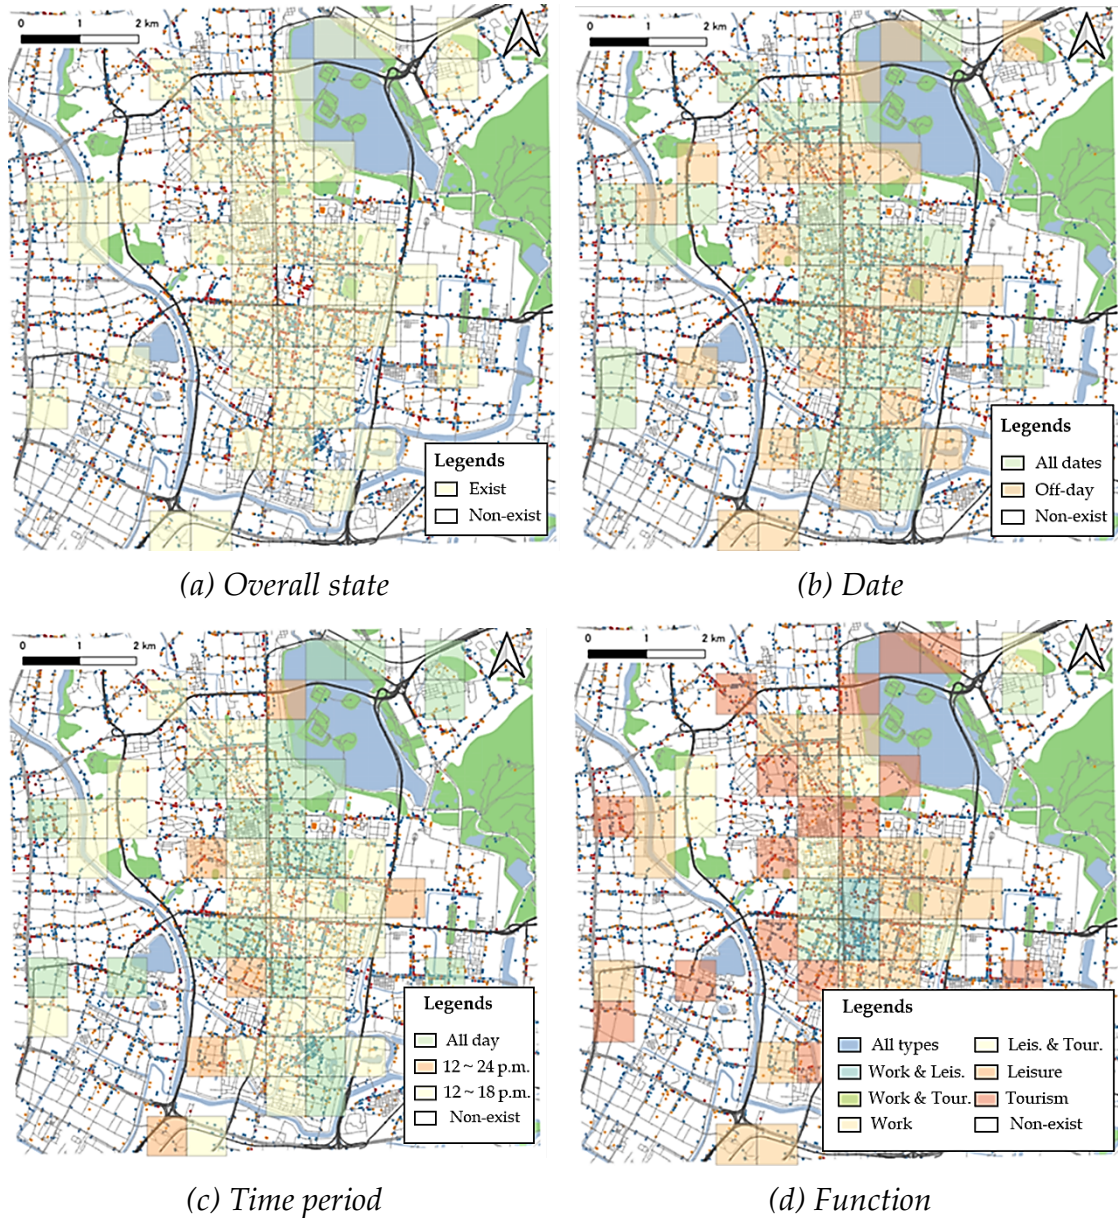 0 1 2 km
Legends
Exist
Non-exist
(a) Overall state
0 1 2 km
Legends
All dates
Off-day
Non-exist
(b) Date
0 1 2 km
Legends
All day
12 ~ 24 p.m.
12 ~ 18 p.m.
Non-exist
(c) Time period
0 1 2 km
Legends
All types
Leis. & Tour.
Work & Leis.
Leisure
Work & Tour.
Tourism
Work
Non-exist
(d) Function